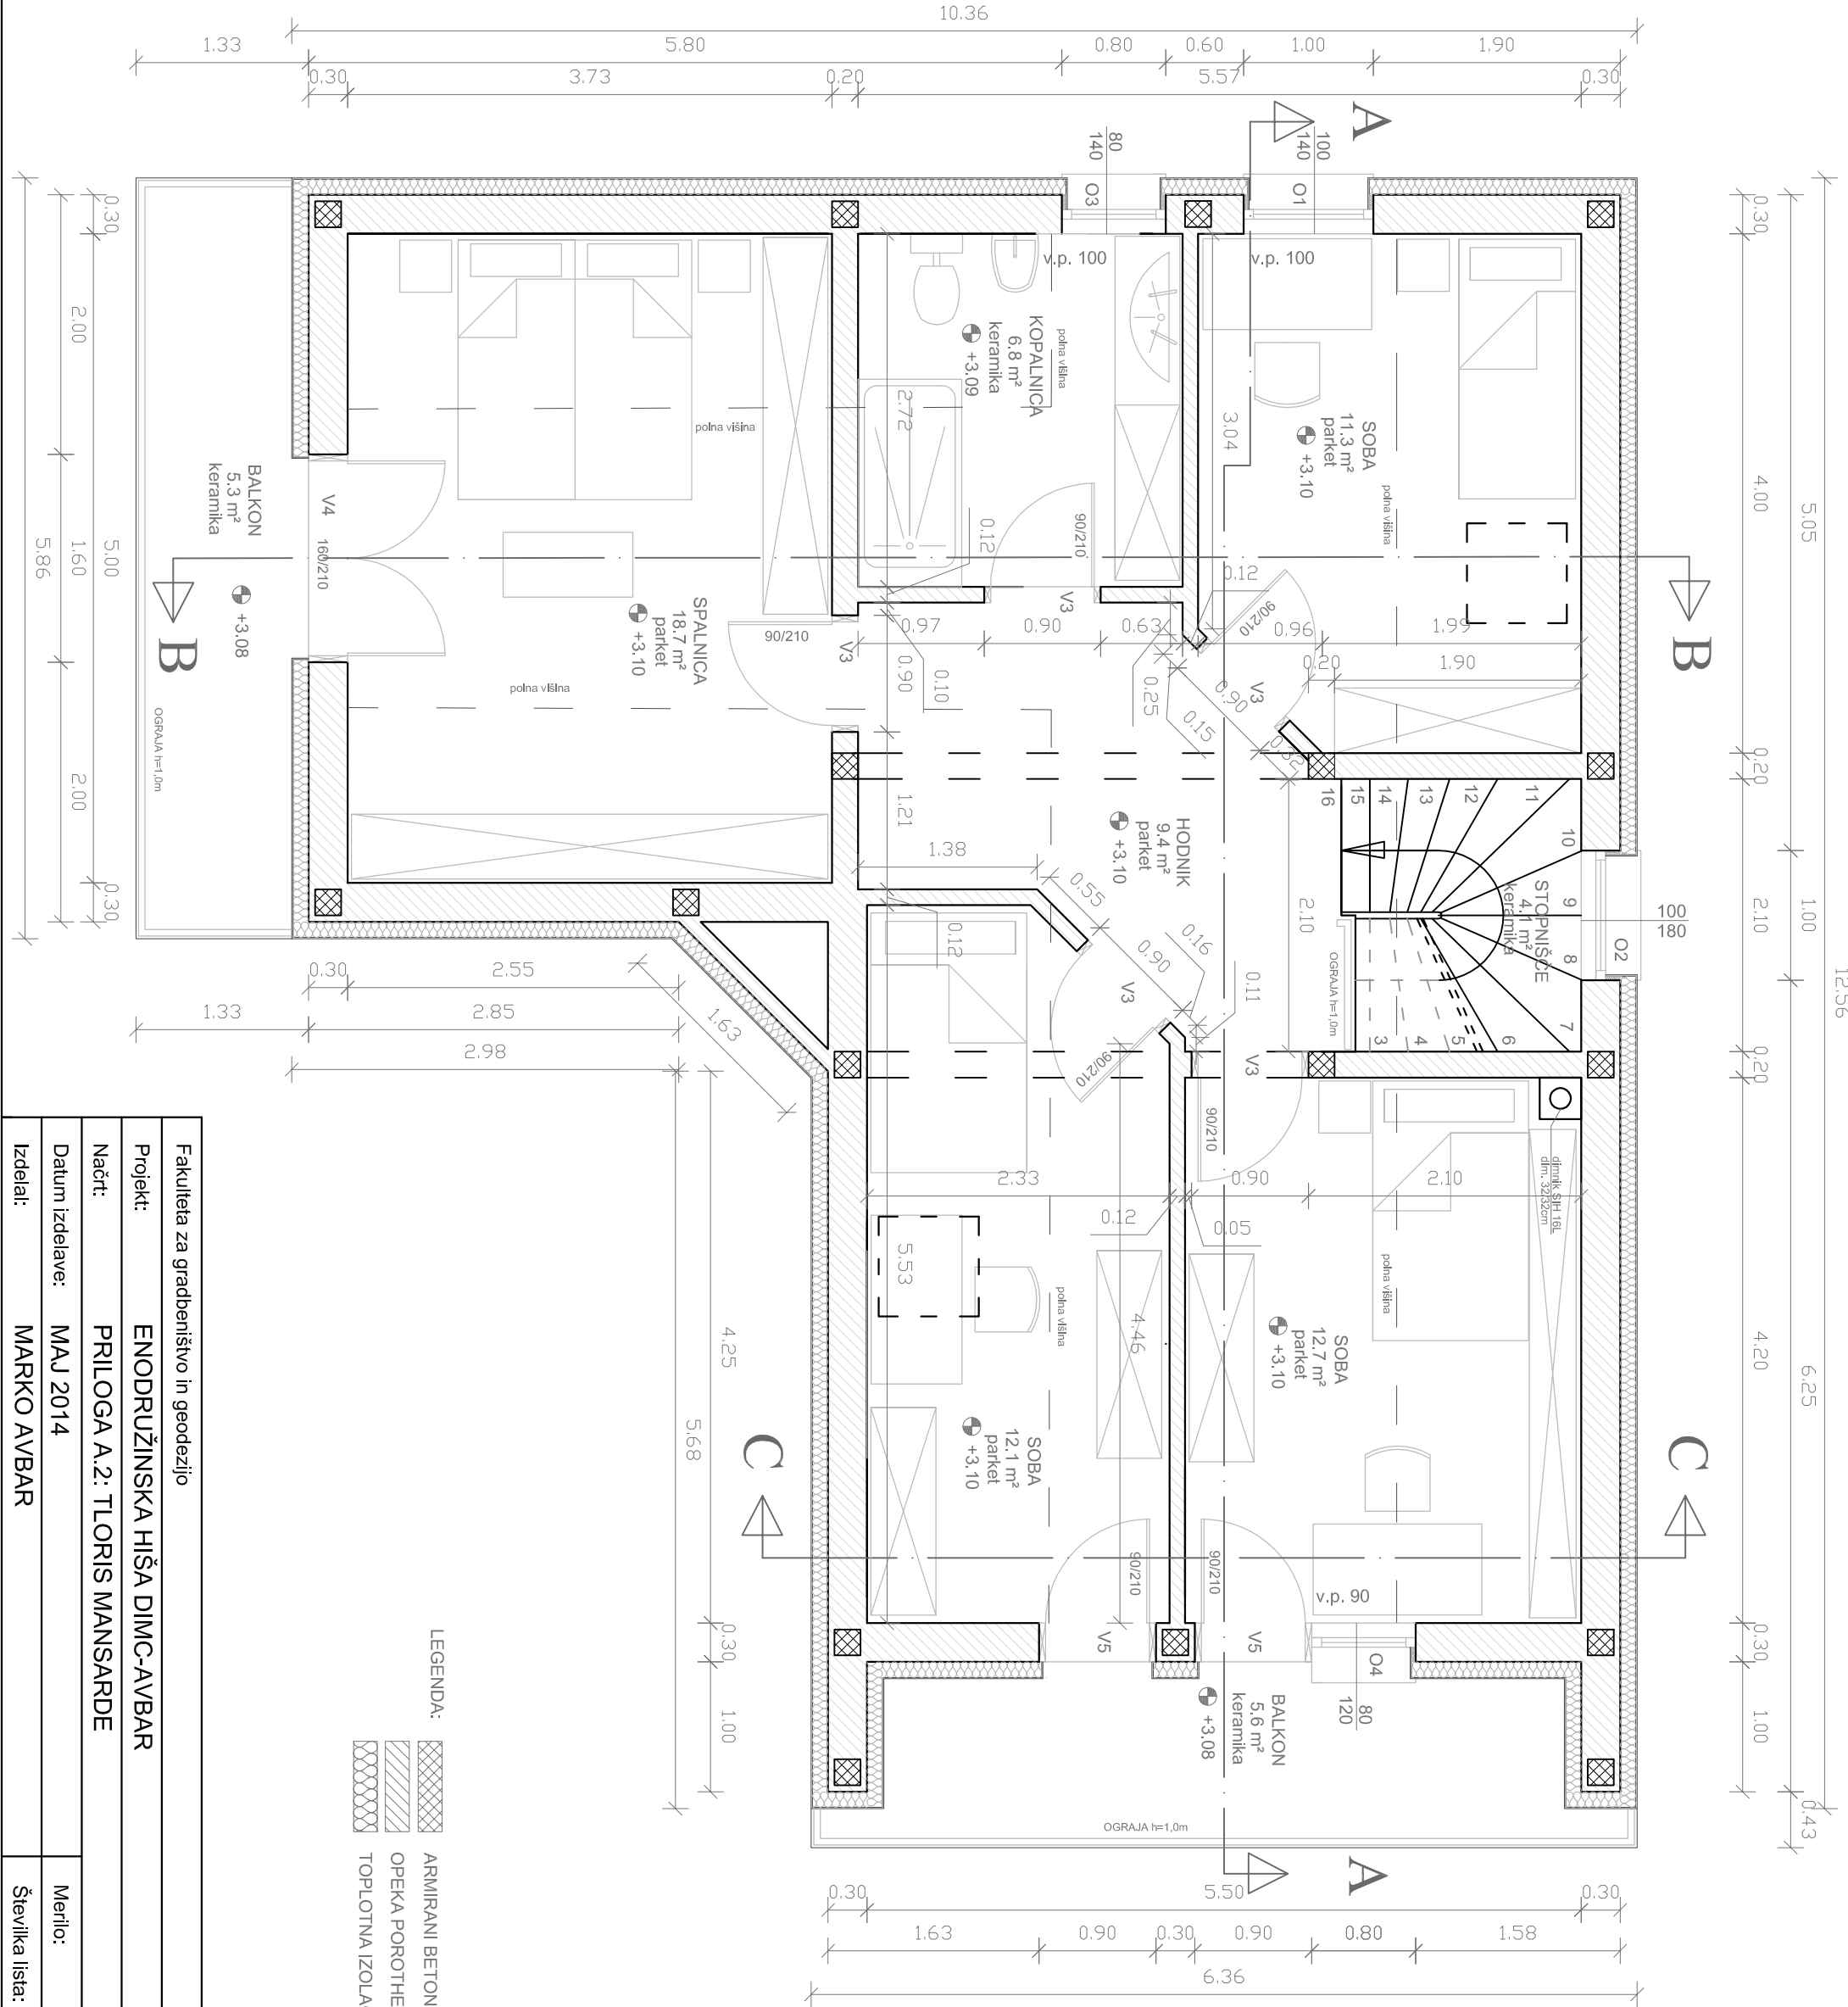 10.36
1.33
5.80
0.80
0.60
1.00
1.90
0.30
3.73
0.20
5.57
0.30
A
80
140
100
140
O3
O1
v.p. 100
v.p. 100
0.30
2.00
5.00
1.60
5.86
2.00
0.30
0.30
4.00
5.05
0.20
2.10
1.00
12.56
0.20
4.20
6.25
0.30
1.00
0.43
KOPALNICA
6,8 m²
keramika
+3.09
polna višina
SOBA
11,3 m²
parket
+3.10
polna višina
polna višina
2.72
3.04
0.12
90/210
0.12
90/210
BALKON
5,3 m²
keramika
+3.08
V4
160/210
B
B
OGRAJA h=1,0m
SPALNICA
18,7 m²
parket
+3.10
polna višina
90/210
V3
V3
0.97
0.90
0.63
0.96
1.99
0.20
1.90
0.90
0.10
0.25
0.15
0.90
V3
0.32
1.21
1.38
HODNIK
9,4 m²
parket
+3.10
0.55
0.90
0.16
0.11
2.10
0.12
V3
V3
90/210
90/210
16
15
14
13
12
11
10
9
8
7
6
5
4
3
STOPNIŠČE
4,1 m²
keramika
OGRAJA h=1,0m
100
180
O2
0.30
2.55
1.33
2.85
2.98
1.63
2.33
0.90
2.10
0.12
0.05
dimnik SIH 16L
dim. 32/32cm
5.53
4.46
polna višina
polna višina
SOBA
12,7 m²
parket
+3.10
SOBA
12,1 m²
parket
+3.10
4.25
5.68
0.30
1.00
C
C
90/210
90/210
v.p. 90
V5
V5
O4
80
120
BALKON
5,6 m²
keramika
+3.08
OGRAJA h=1,0m
A
0.30
5.50
0.30
1.63
0.90
0.30
0.90
0.80
1.58
6.36
LEGENDA:
ARMIRANI BETON
OPEKA POROTHE
TOPLOTNA IZOLA
Fakulteta za gradbeništvo in geodezijo
Projekt: ENODRUŽINSKA HIŠA DIMC-AVBAR
Načrt: PRILOGA A.2: TLORIS MANSARDE
Datum izdelave: MAJ 2014
Merilo:
Izdelal: MARKO AVBAR
Številka lista: